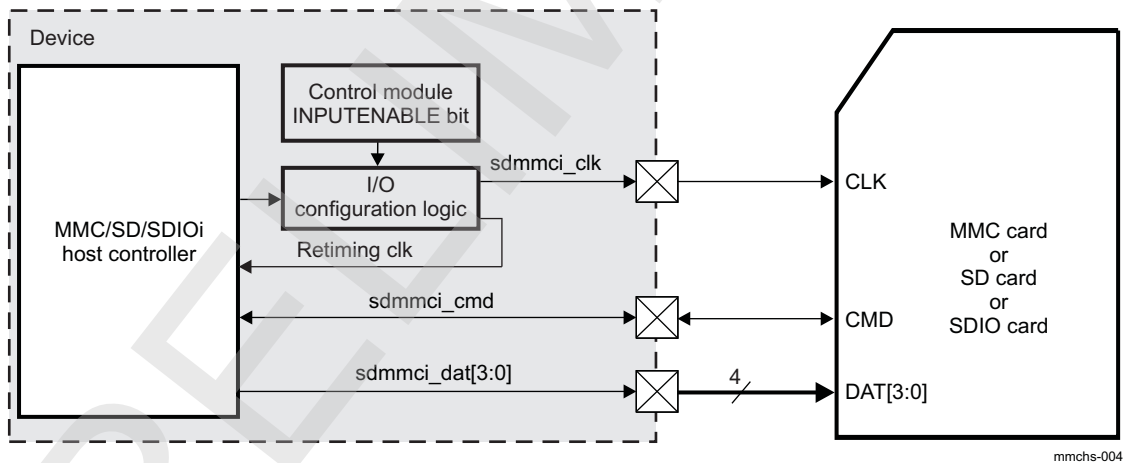 Device
Control module
INPUTENABLE bit
sdmmci_clk
I/O
configuration logic
CLK
MMC/SD/SDIOi
host controller
Retiming clk
MMC card
or
SD card
or
SDIO card
sdmmci_cmd
CMD
sdmmci_dat[3:0]
4
DAT[3:0]
mmchs-004